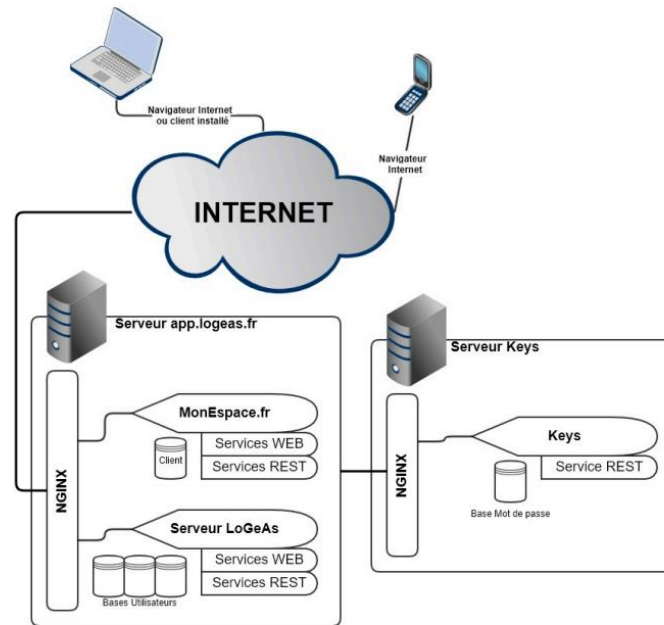 Navigateur Internet
ou client installé
Navigateur
Internet
INTERNET
Serveur app.logeas.fr
Serveur Keys
NGINX
MonEspace.fr
Services WEB
Services REST
Client
Serveur LoGeAs
Services WEB
Services REST
Bases Utilisateurs
NGINX
Keys
Service REST
Base Mot de passe